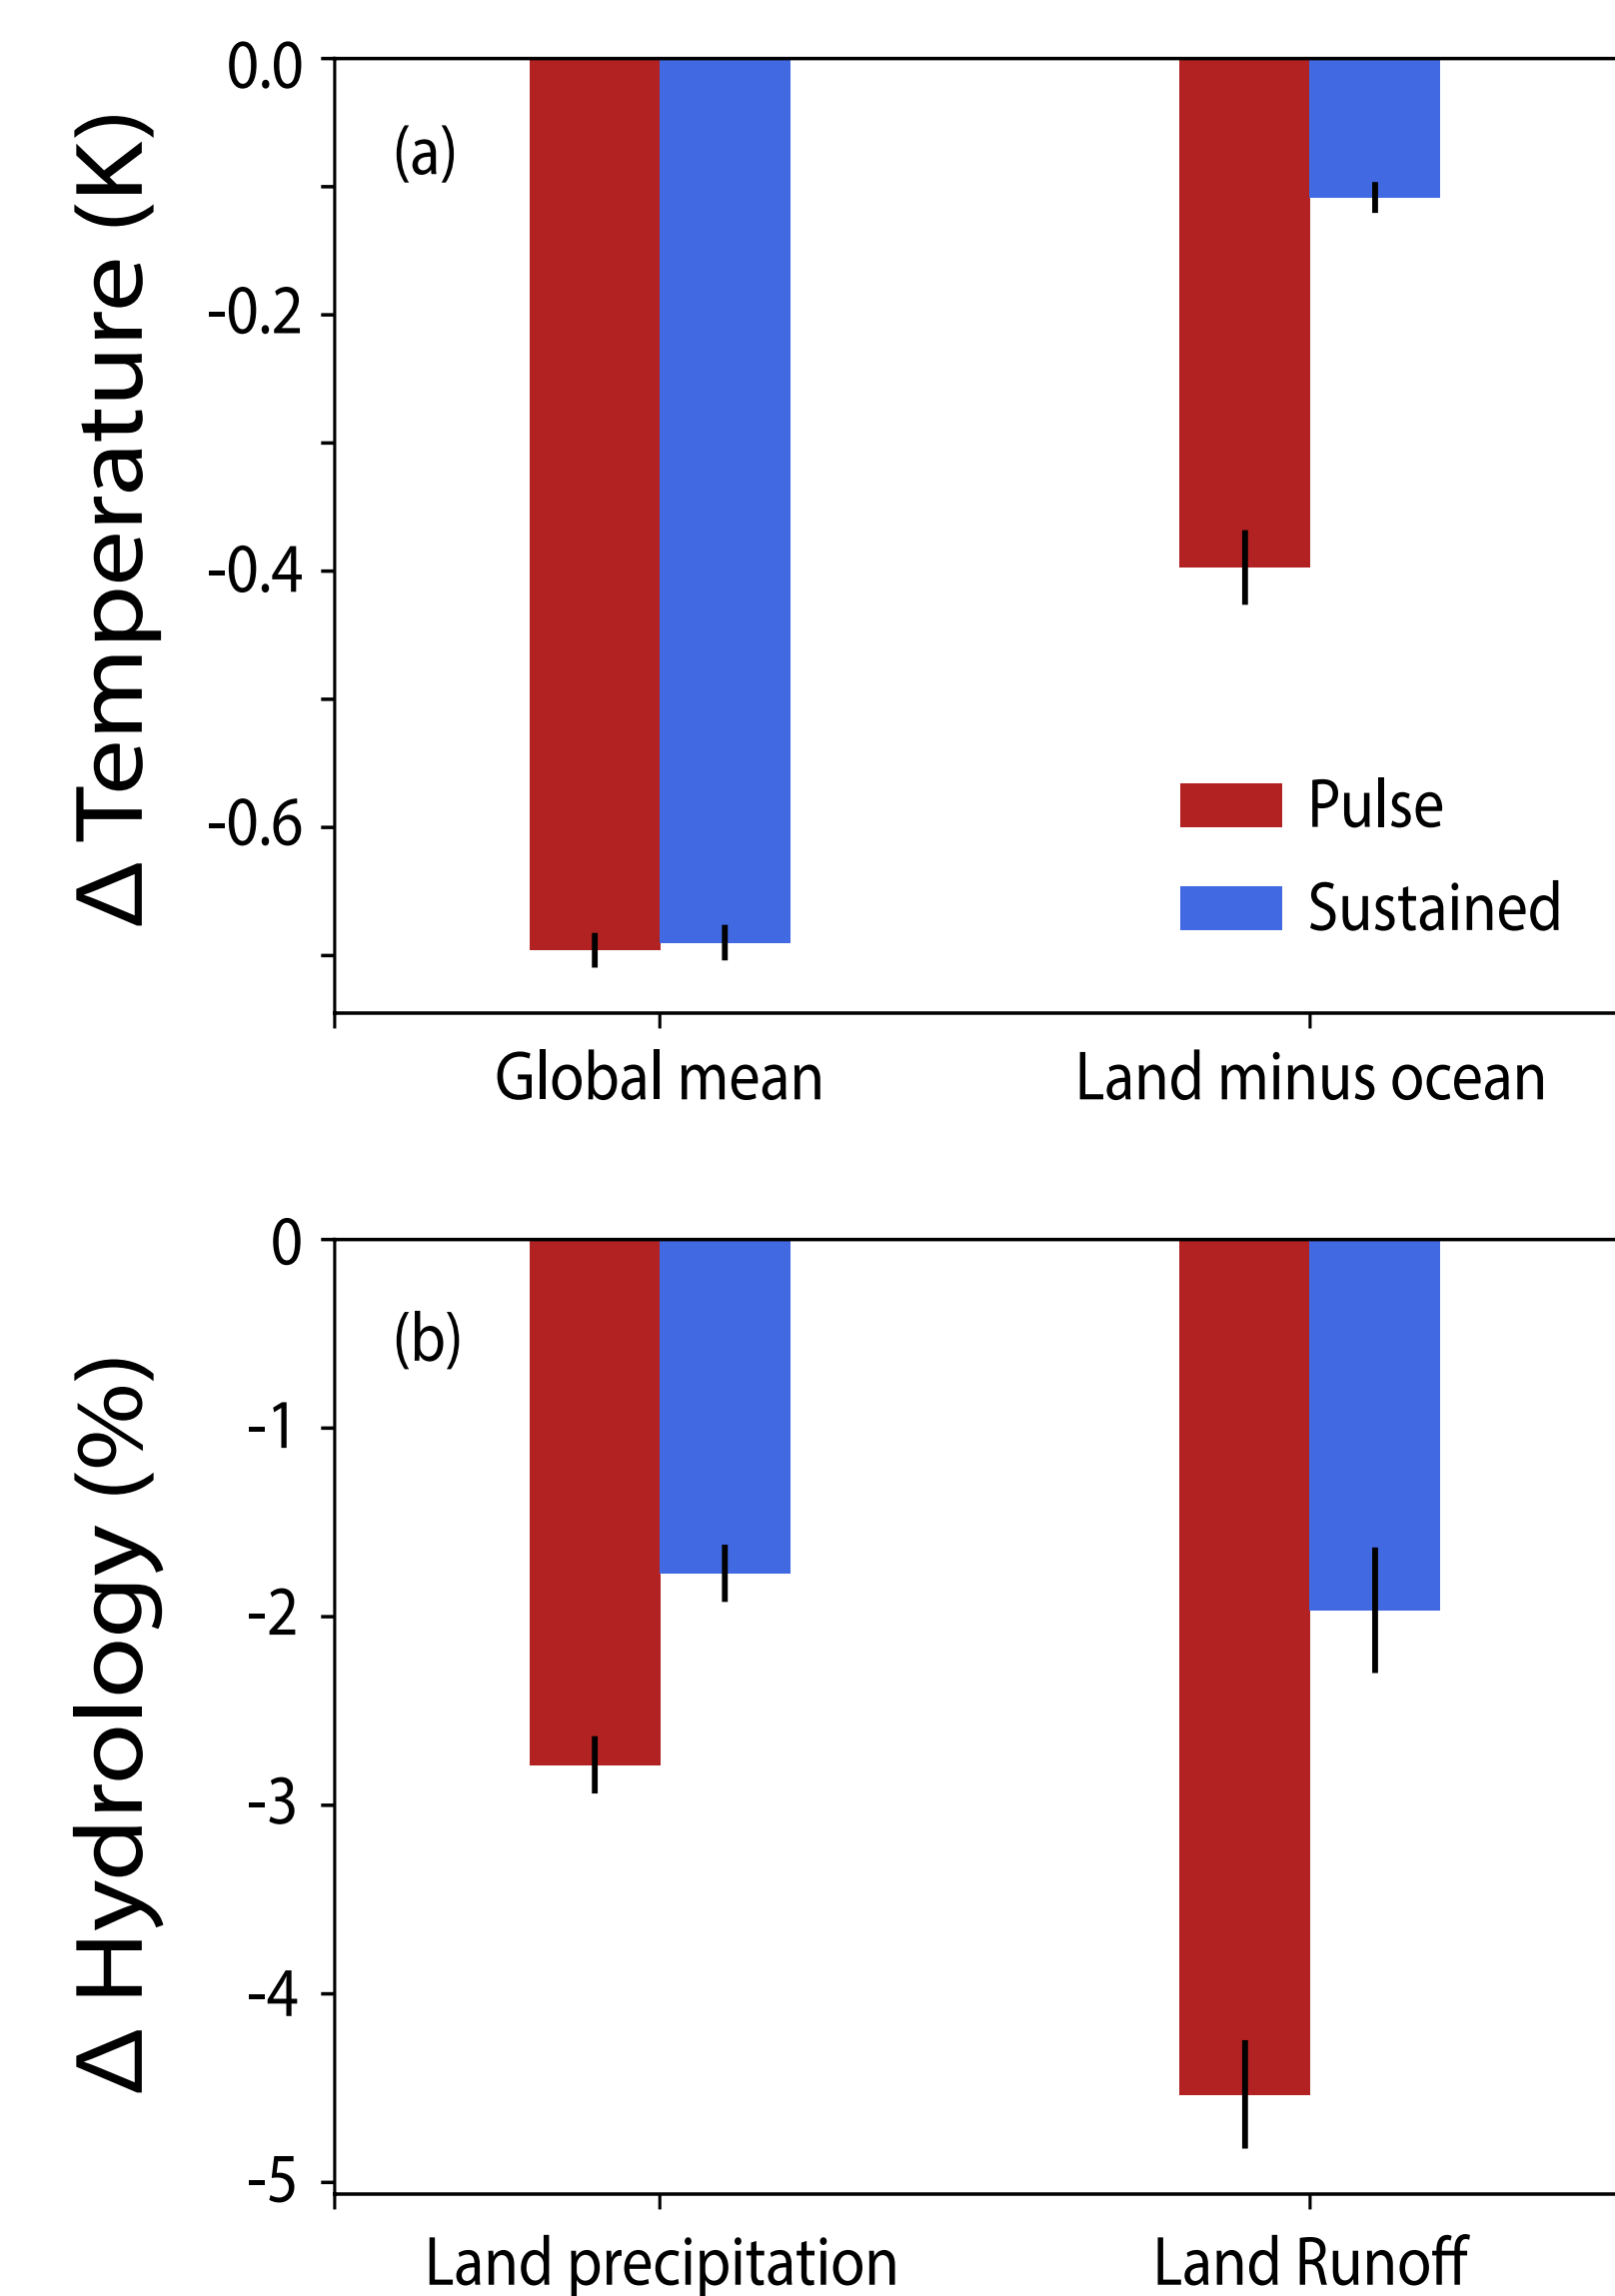 Δ Temperature (K)
0.0
-0.2
-0.4
-0.6
(a)
Pulse
Sustained
Global mean
Land minus ocean
Δ Hydrology (%)
0
-1
-2
-3
-4
-5
(b)
Land precipitation
Land Runoff